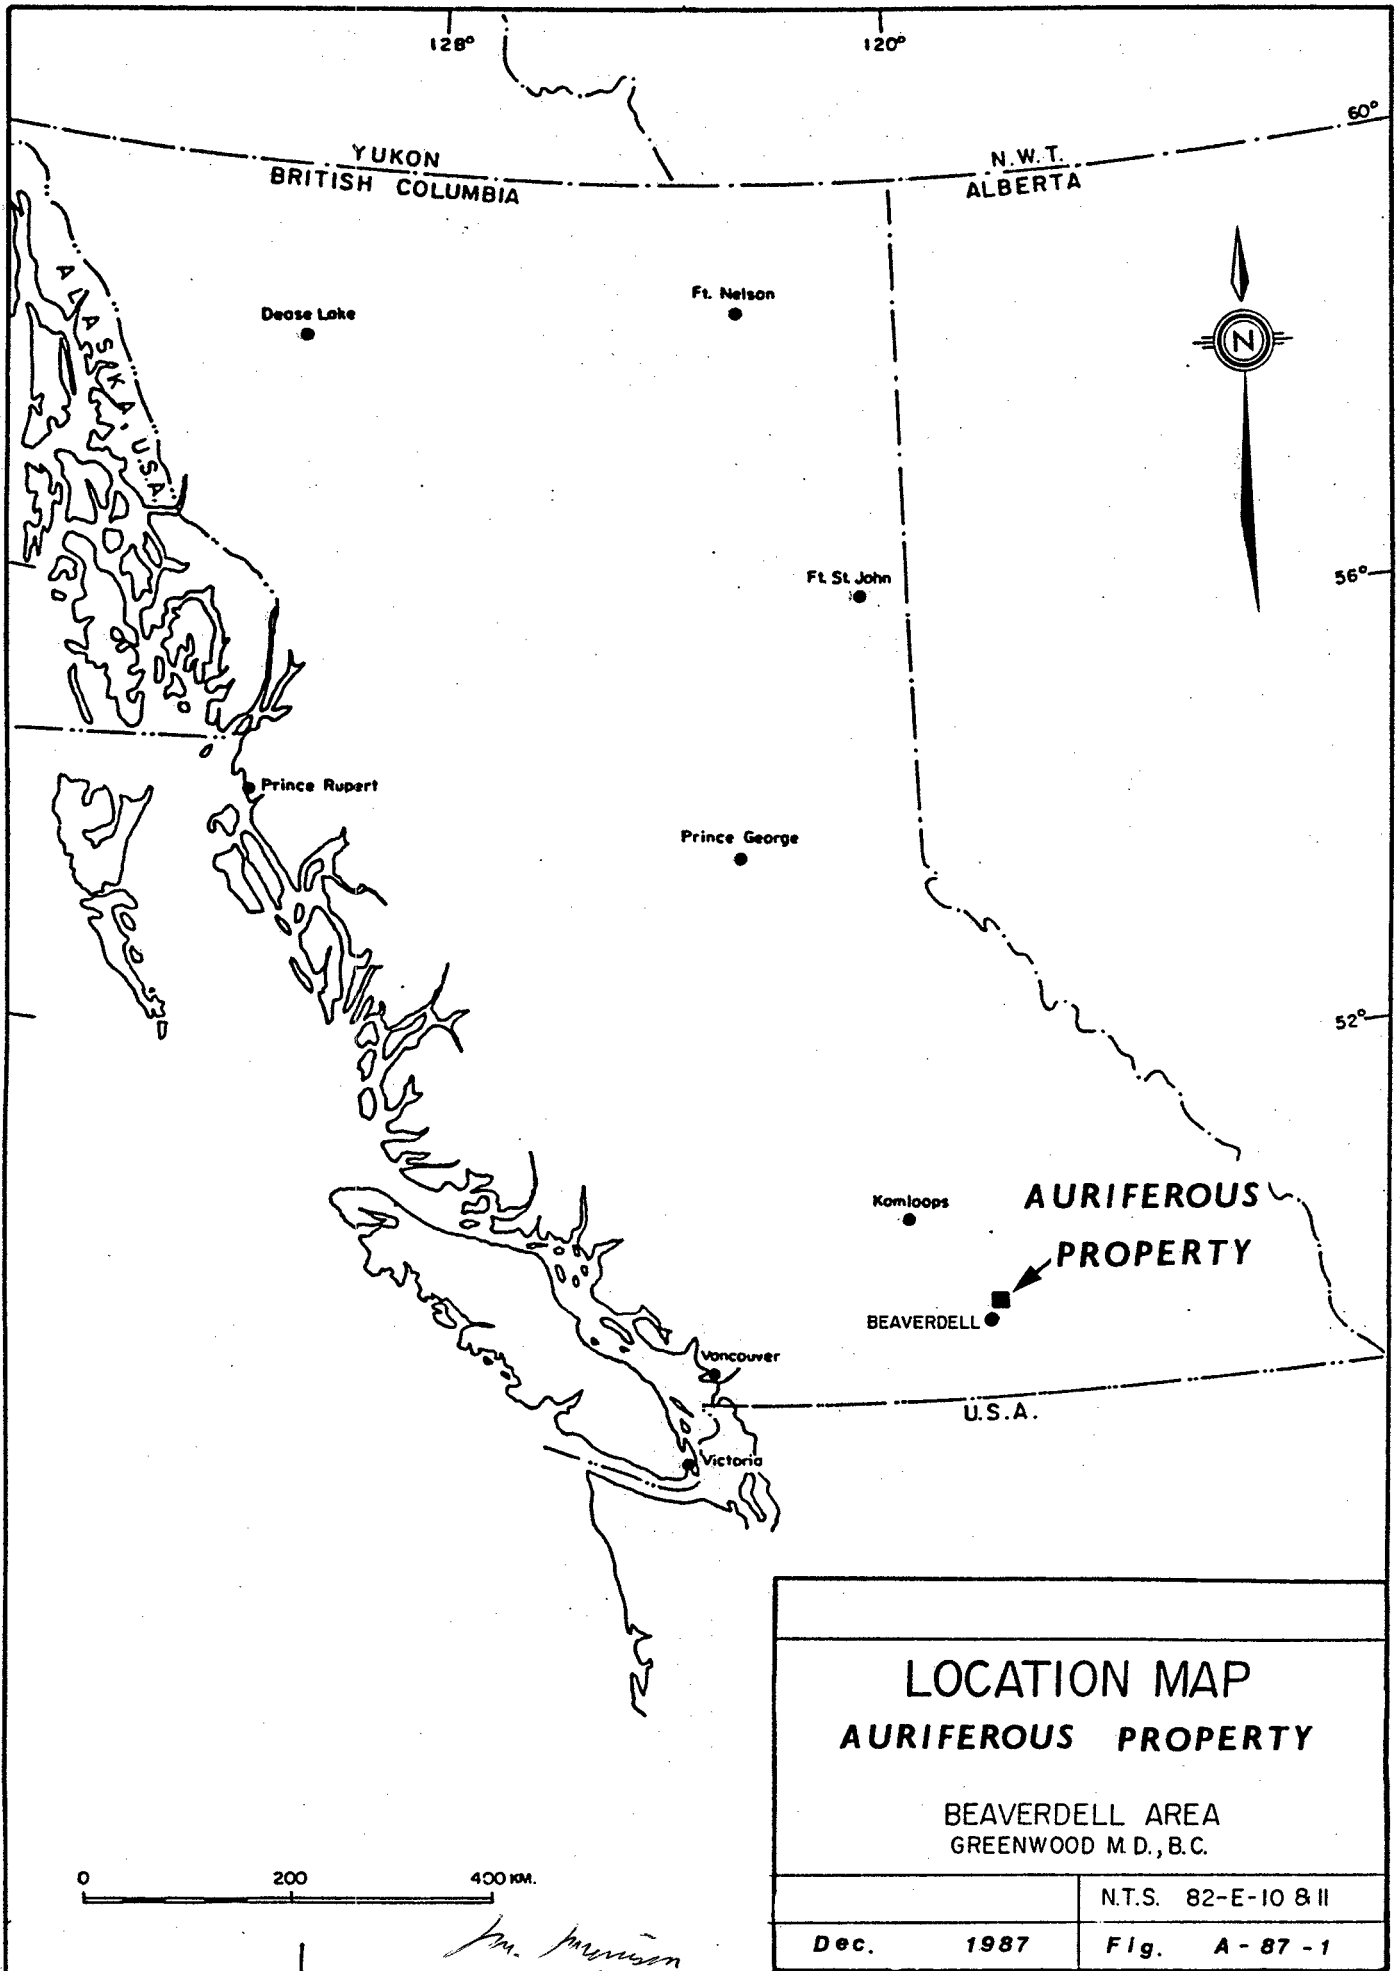 128° 120°
60°
YUKON
BRITISH COLUMBIA
N.W.T.
ALBERTA
ALASKA, U.S.A.
Dease Lake
Ft. Nelson
N
Ft. St. John
56°
Prince Rupert
Prince George
52°
Kamloops
AURIFEROUS
PROPERTY
BEAVERDELL
Vancouver
U.S.A.
Victoria
LOCATION MAP
AURIFEROUS PROPERTY
BEAVERDELL AREA
GREENWOOD M.D., B.C.
0 200 400 KM.
N.T.S. 82-E-10 & 11
Dec. 1987
Fig. A-87-1